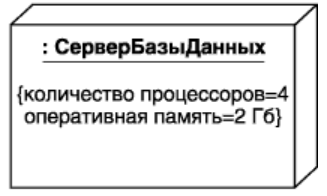 : СерверБазыДанных
{количество процессоров=4
оперативная память=2 Гб}